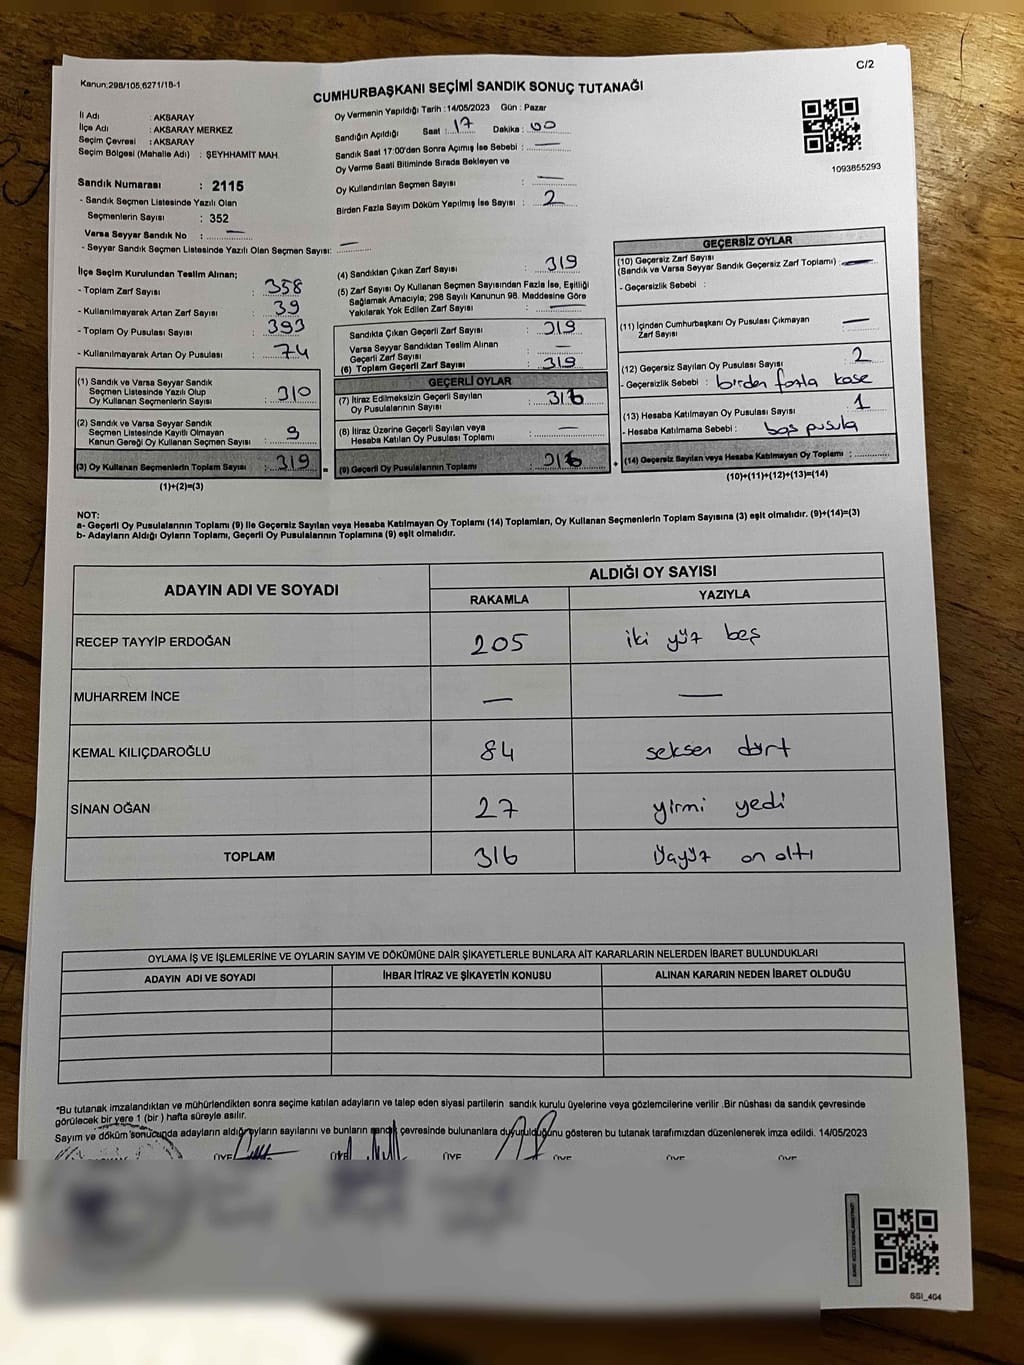 Kanun;298/105,6271/18-1
C/2
CUMHURBAŞKANI SEÇİMİ SANDIK SONUÇ TUTANAĞI
İl Adı : AKSARAY
İlçe Adı : AKSARAY MERKEZ
Seçim Çevresi : AKSARAY
Seçim Bölgesi (Mahalle Adı) : ŞEYHHAMİT MAH.
Sandık Numarası : 2115
- Sandık Seçmen Listesinde Yazılı Olan
Seçmenlerin Sayısı : 352
Varsa Seyyar Sandık No : —
- Seyyar Sandık Seçmen Listesinde Yazılı Olan Seçmen Sayısı: —
Oy Vermenin Yapıldığı Tarih : 14/05/2023 Gün : Pazar
Sandığın Açıldığı Saat : 17 Dakika : 00
Sandık Saat 17:00'den Sonra Açımış İse Sebebi : —
Oy Verme Saati Bitiminde Sırada Bekleyen ve
Oy Kullandırılan Seçmen Sayısı : —
Birden Fazla Sayım Döküm Yapılmış İse Sayısı : 2
1093855293
İlçe Seçim Kurulundan Teslim Alınan;
- Toplam Zarf Sayısı : 358
- Kullanılmayarak Artan Zarf Sayısı : 39
- Toplam Oy Pusulası Sayısı : 393
- Kullanılmayarak Artan Oy Pusulası : 74
(1) Sandık ve Varsa Seyyar Sandık
Seçmen Listesinde Yazılı Olup
Oy Kullanan Seçmenlerin Sayısı : 310
(2) Sandık ve Varsa Seyyar Sandık
Seçmen Listesinde Kayıtlı Olmayan
Kanun Gereği Oy Kullanan Seçmen Sayısı : 9
(3) Oy Kullanan Seçmenlerin Toplam Sayısı : 319
(1)+(2)=(3)
(4) Sandıktan Çıkan Zarf Sayısı : 319
(5) Zarf Sayısı Oy Kullanan Seçmen Sayısından Fazla İse, Eşitliği
Sağlamak Amacıyla; 298 Sayılı Kanunun 98. Maddesine Göre
Yakılarak Yok Edilen Zarf Sayısı : —
Sandıkta Çıkan Geçerli Zarf Sayısı : 319
Varsa Seyyar Sandıktan Teslim Alınan
Geçerli Zarf Sayısı : —
(6) Toplam Geçerli Zarf Sayısı : 319
GEÇERLİ OYLAR
(7) İtiraz Edilmeksizin Geçerli Sayılan
Oy Pusulalarının Sayısı : 316
(8) İtiraz Üzerine Geçerli Sayılan veya
Hesaba Katılan Oy Pusulası Toplamı : —
(9) Geçerli Oy Pusulalarının Toplamı : 316
GEÇERSİZ OYLAR
(10) Geçersiz Zarf Sayısı
(Sandık ve Varsa Seyyar Sandık Geçersiz Zarf Toplamı) : —
- Geçersizlik Sebebi :
(11) İçinden Cumhurbaşkanı Oy Pusulası Çıkmayan
Zarf Sayısı : —
(12) Geçersiz Sayılan Oy Pusulası Sayısı : 2
- Geçersizlik Sebebi : birden fazla kase
(13) Hesaba Katılmayan Oy Pusulası Sayısı : 1
- Hesaba Katılmama Sebebi : baş pusula
(14) Geçersiz Sayılan veya Hesaba Katılmayan Oy Toplamı :
(10)+(11)+(12)+(13)=(14)
NOT:
a- Geçerli Oy Pusulalarının Toplamı (9) ile Geçersiz Sayılan veya Hesaba Katılmayan Oy Toplamı (14) Toplamları, Oy Kullanan Seçmenlerin Toplam Sayısına (3) eşit olmalıdır. (9)+(14)=(3)
b- Adayların Aldığı Oyların Toplamı, Geçerli Oy Pusulalarının Toplamına (9) eşit olmalıdır.
ADAYIN ADI VE SOYADI
ALDIĞI OY SAYISI
RAKAMLA YAZIYLA
RECEP TAYYİP ERDOĞAN 205 iki yüz beş
MUHARREM İNCE — —
KEMAL KILIÇDAROĞLU 84 seksen dört
SİNAN OĞAN 27 yirmi yedi
TOPLAM 316 üçyüz on altı
OYLAMA İŞ VE İŞLEMLERİNE VE OYLARIN SAYIM VE DÖKÜMÜNE DAİR ŞİKAYETLERLE BUNLARA AİT KARARLARIN NELERDEN İBARET BULUNDUKLARI
ADAYIN ADI VE SOYADI İHBAR İTİRAZ VE ŞİKAYETİN KONUSU ALINAN KARARIN NEDEN İBARET OLDUĞU
*Bu tutanak imzalandıktan ve mühürlendikten sonra seçime katılan adayların ve talep eden siyasi partilerin sandık kurulu üyelerine veya gözlemcilerine verilir .Bir nüshası da sandık çevresinde
görülecek bir yere 1 (bir ) hafta süreyle asılır.
Sayım ve döküm sonucunda adayların aldığı oyların sayılarını ve bunların sandık çevresinde bulunanlara duyurulduğunu gösteren bu tutanak tarafımızdan düzenlenerek imza edildi. 14/05/2023
ÜYE ÜYE ÜYE ÜYE ÜYE ÜYE
SSI_404